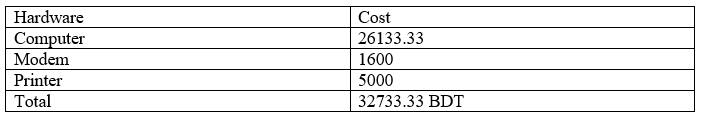 Hardware Cost
Computer 26133.33
Modem 1600
Printer 5000
Total 32733.33 BDT